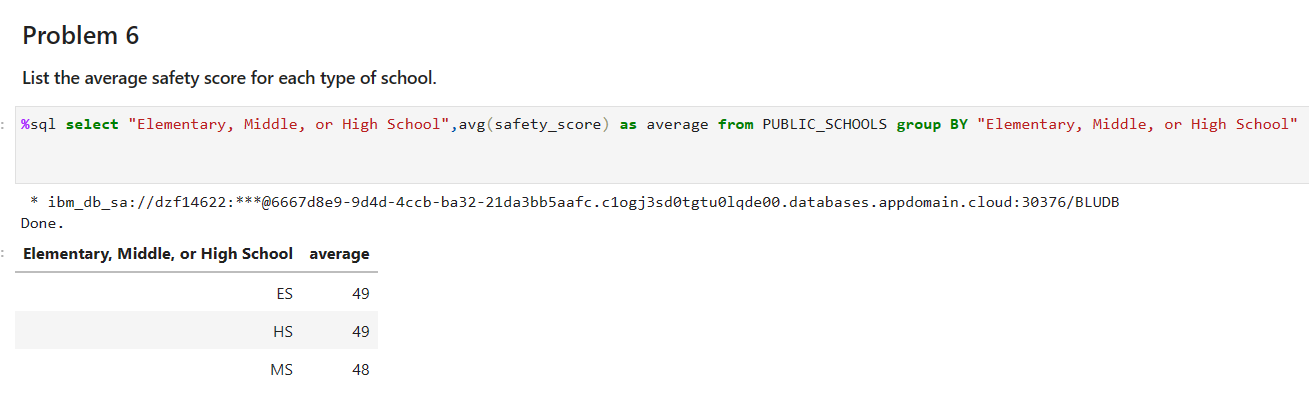 Problem 6
List the average safety score for each type of school.
: %sql select "Elementary, Middle, or High School",avg(safety_score) as average from PUBLIC_SCHOOLS group BY "Elementary, Middle, or High School"
* ibm_db_sa://dzf14622:***@6667d8e9-9d4d-4ccb-ba32-21da3bb5aafc.c1ogj3sd0tgtu0lqde00.databases.appdomain.cloud:30376/BLUDB
Done.
: Elementary, Middle, or High School average
ES 49
HS 49
MS 48